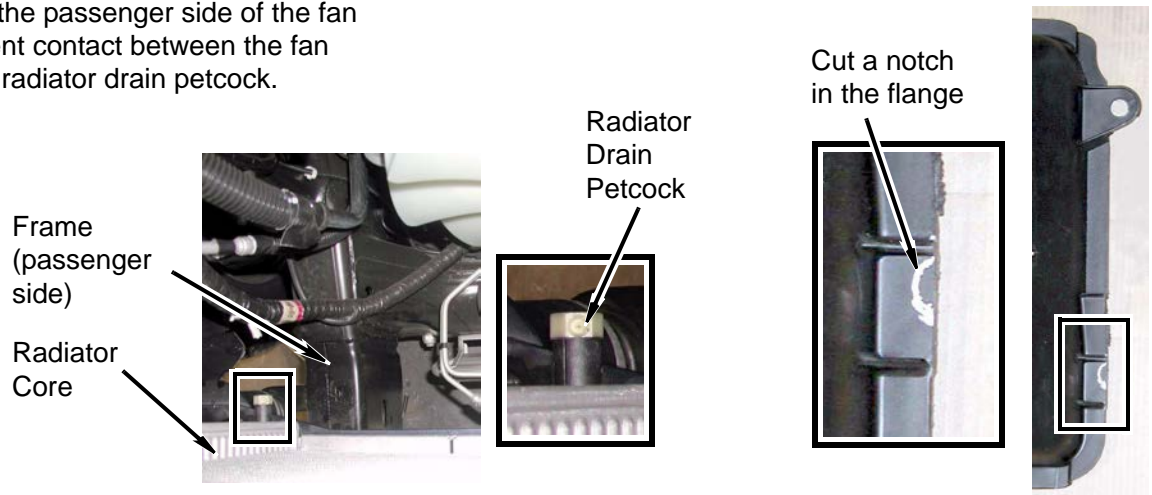 the passenger side of the fan
ent contact between the fan
radiator drain petcock.
Cut a notch
in the flange
Radiator
Drain
Petcock
Frame
(passenger
side)
Radiator
Core